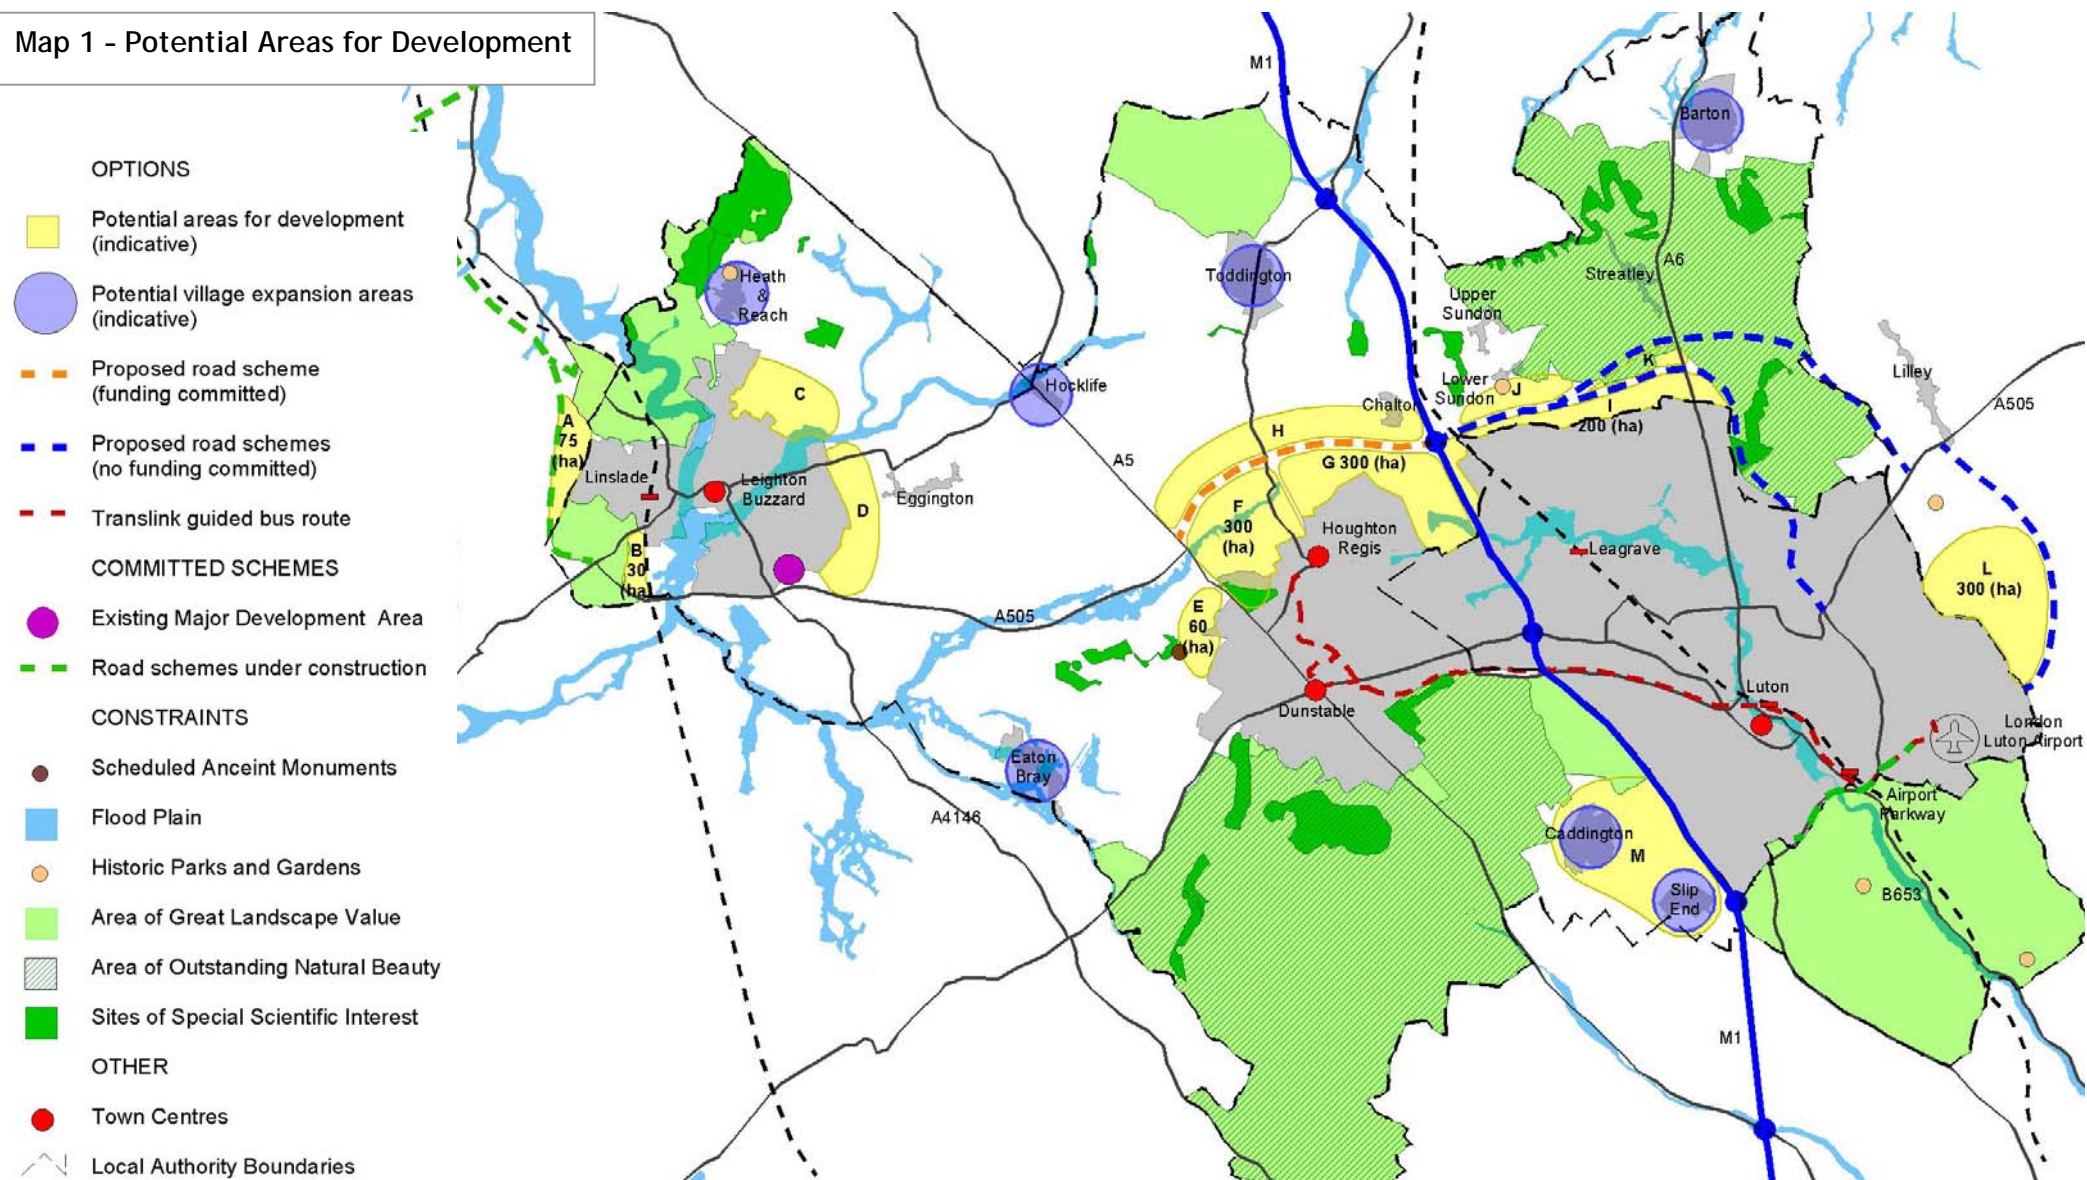 Map 1 - Potential Areas for Development
OPTIONS
Potential areas for development
(indicative)
Potential village expansion areas
(indicative)
Proposed road scheme
(funding committed)
Proposed road schemes
(no funding committed)
Translink guided bus route
COMMITTED SCHEMES
Existing Major Development Area
Road schemes under construction
CONSTRAINTS
Scheduled Anceint Monuments
Flood Plain
Historic Parks and Gardens
Area of Great Landscape Value
Area of Outstanding Natural Beauty
Sites of Special Scientific Interest
OTHER
Town Centres
Local Authority Boundaries
M1
Barton
Heath
&
Reach
Toddington
Streatley
A6
Upper
Sundon
Hocklife
C
Lower
Sundon
J
K
Lilley
A505
Chalton
I
200 (ha)
A
75
(ha)
H
A5
G 300 (ha)
Linslade
Leighton
Buzzard
Eggington
D
F
300
(ha)
Houghton
Regis
Leagrave
B
30
(ha)
L
300 (ha)
A505
E
60
(ha)
Luton
Dunstable
London
Luton Airport
Eaton
Bray
A4146
Airport
Parkway
Caddington
M
Slip
End
B653
M1